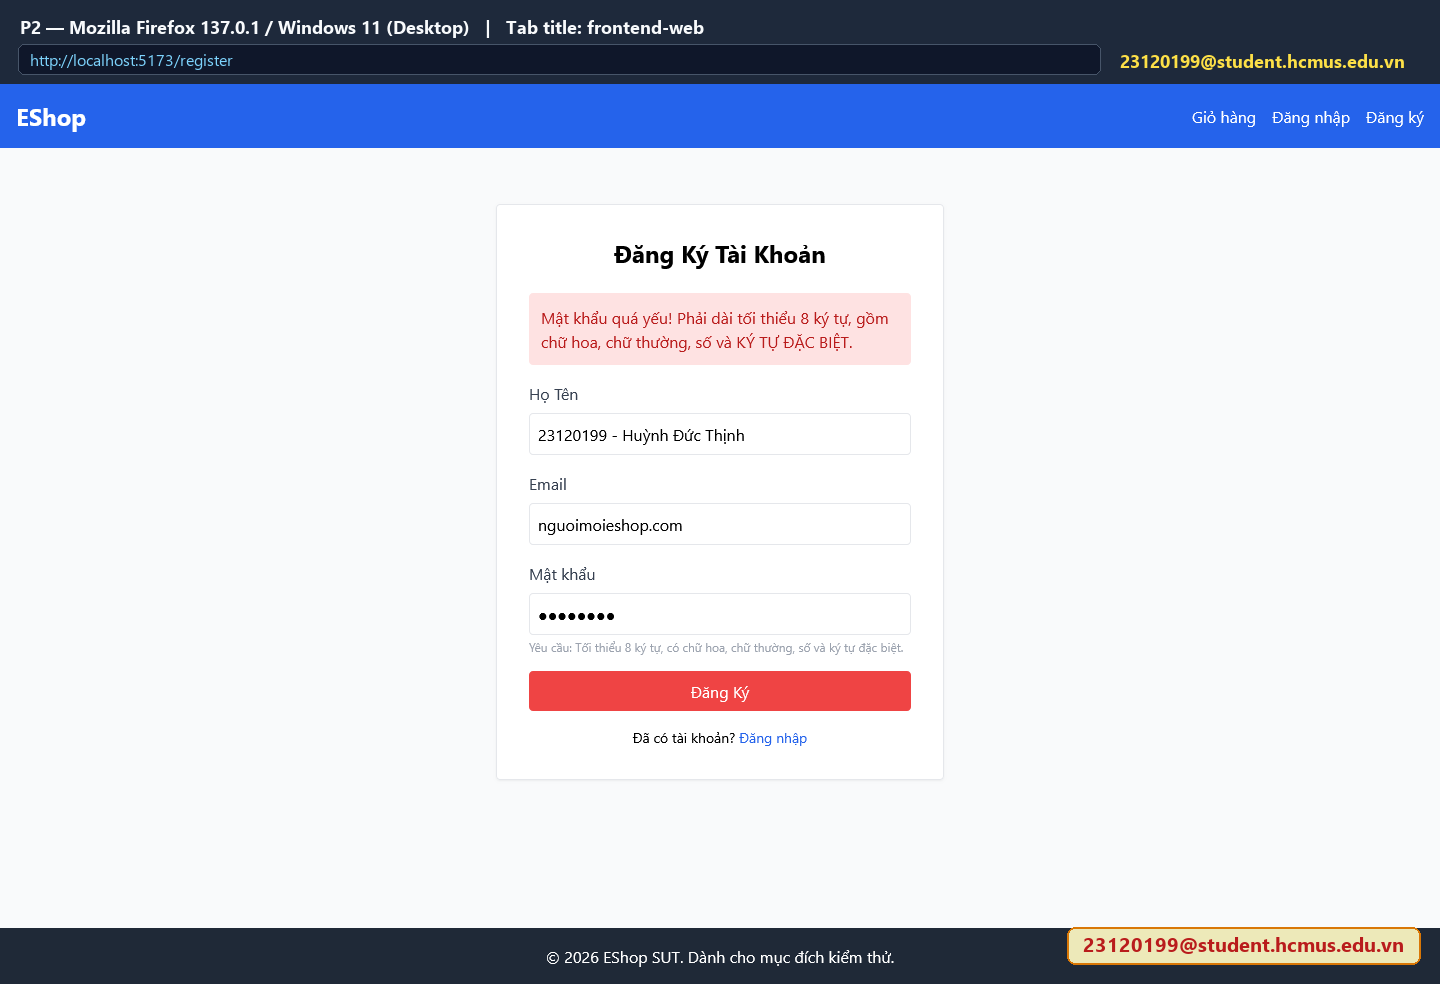 P2 — Mozilla Firefox 137.0.1 / Windows 11 (Desktop) | Tab title: frontend-web
http://localhost:5173/register
23120199@student.hcmus.edu.vn
EShop
Giỏ hàng Đăng nhập Đăng ký
Đăng Ký Tài Khoản
Mật khẩu quá yếu! Phải dài tối thiểu 8 ký tự, gồm
chữ hoa, chữ thường, số và KÝ TỰ ĐẶC BIỆT.
Họ Tên
23120199 - Huỳnh Đức Thịnh
Email
nguoimoieshop.com
Mật khẩu
●●●●●●●●
Yêu cầu: Tối thiểu 8 ký tự, có chữ hoa, chữ thường, số và ký tự đặc biệt.
Đăng Ký
Đã có tài khoản? Đăng nhập
© 2026 EShop SUT. Dành cho mục đích kiểm thử.
23120199@student.hcmus.edu.vn